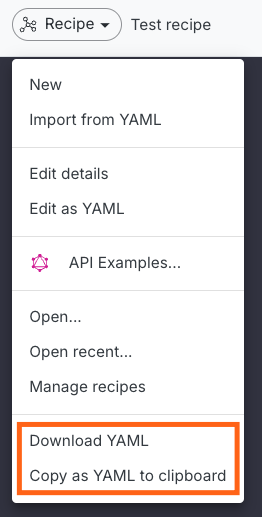 Recipe Test recipe
New
Import from YAML
Edit details
Edit as YAML
API Examples...
Open...
Open recent...
Manage recipes
Download YAML
Copy as YAML to clipboard